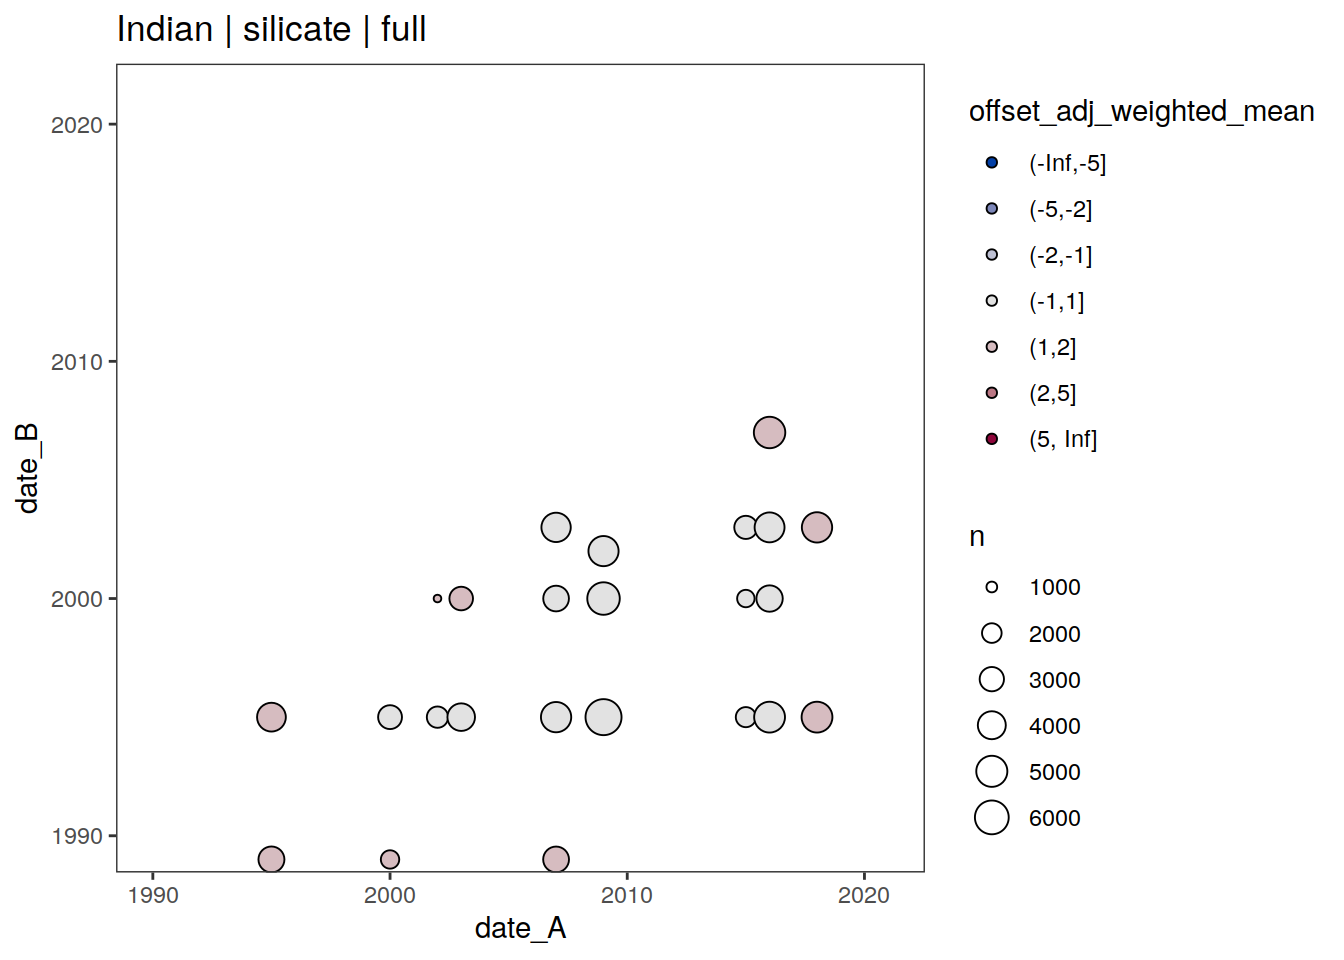 Indian | silicate | full
2020
2010
2000
1990
date_B
1990
2000
2010
2020
date_A
offset_adj_weighted_mean
(-Inf,-5]
(-5,-2]
(-2,-1]
(-1,1]
(1,2]
(2,5]
(5, Inf]
n
1000
2000
3000
4000
5000
6000